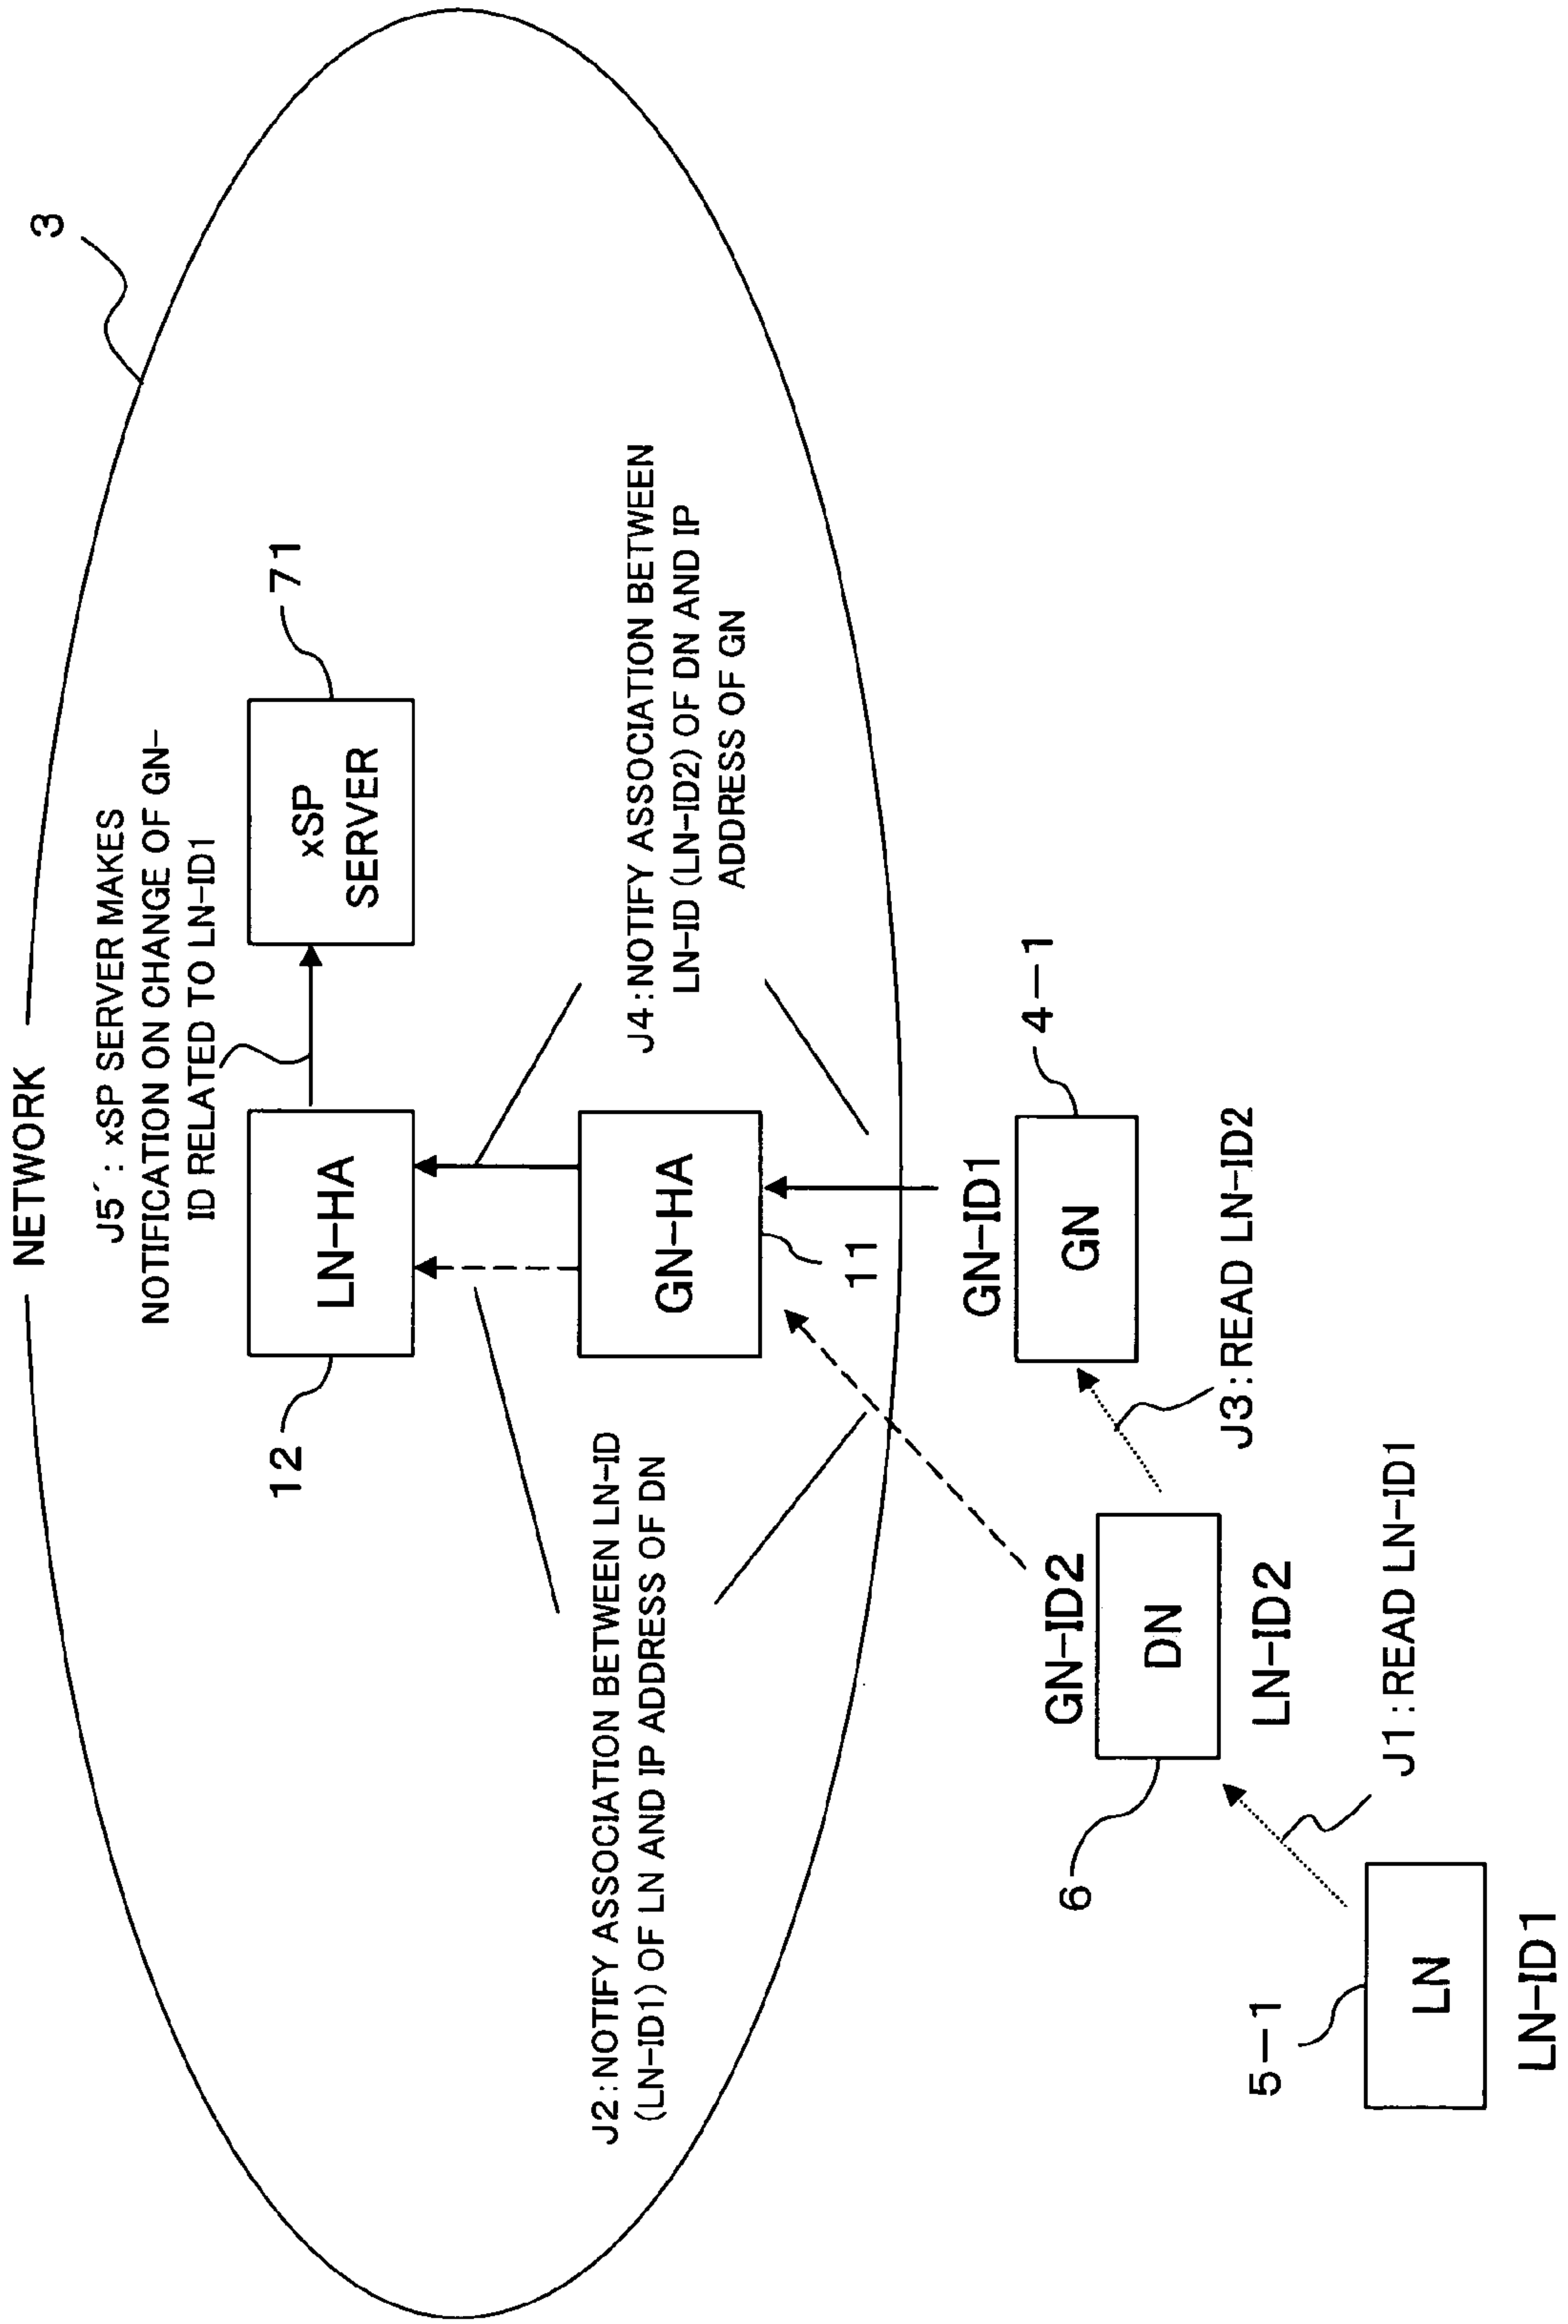 NETWORK
3
J5´: xSP SERVER MAKES
NOTIFICATION ON CHANGE OF GN-
ID RELATED TO LN-ID1
12
LN-HA
xSP
SERVER
71
J2:NOTIFY ASSOCIATION BETWEEN LN-ID
(LN-ID1) OF LN AND IP ADDRESS OF DN
GN-HA
11
J4:NOTIFY ASSOCIATION BETWEEN
LN-ID (LN-ID2) OF DN AND IP
ADDRESS OF GN
GN-ID1
GN
4-1
GN-ID2
DN
6
LN-ID2
J3:READ LN-ID2
5-1
LN
LN-ID1
J1:READ LN-ID1